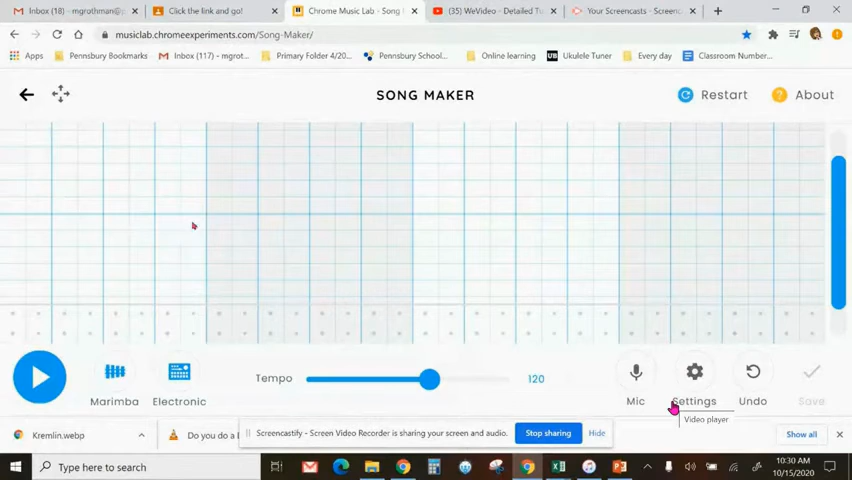 Inbox (18) - mgrothman@p
Click the link and go!
Chrome Music Lab - Song M
(35) WeVideo - Detailed Tu
Your Screencasts - Screenc
musiclab.chromeexperiments.com/Song-Maker/
Apps
Pennsbury Bookmarks
Inbox (117) - mgrot...
Primary Folder 4/20...
Pennsbury School...
Online learning
UB
Ukulele Tuner
Every day
Classroom Number...
SONG MAKER
Restart
? About
Tempo
120
Marimba
Electronic
Mic
Settings
Undo
Save
Video player
Kremlin.webp
Do you do a
Screencastify - Screen Video Recorder is sharing your screen and audio.
Stop sharing
Hide
Show all
Type here to search
10:30 AM
10/15/2020